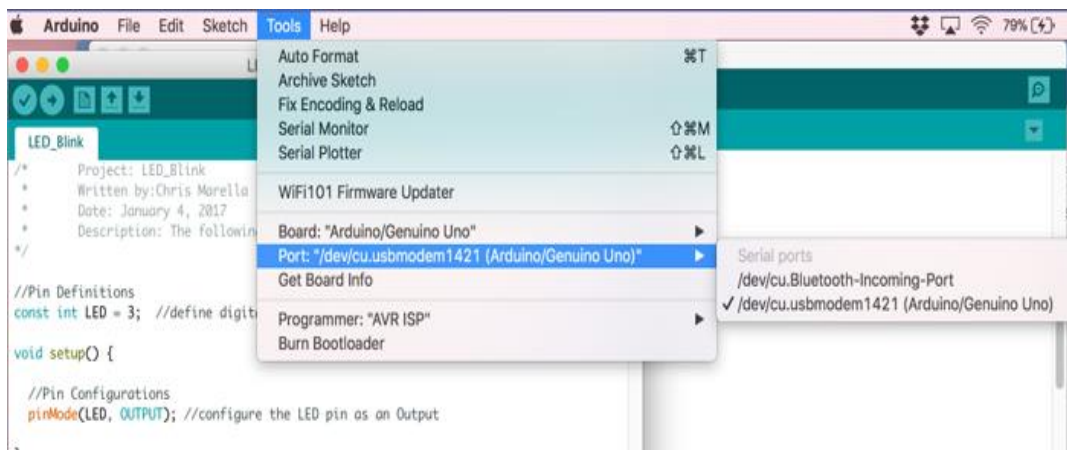 Arduino File Edit Sketch Tools Help 79%
Auto Format ⌘T
Archive Sketch
Fix Encoding & Reload
Serial Monitor ⇧⌘M
Serial Plotter ⇧⌘L
WiFi101 Firmware Updater
Board: "Arduino/Genuino Uno"
Port: "/dev/cu.usbmodem1421 (Arduino/Genuino Uno)"
Get Board Info
Programmer: "AVR ISP"
Burn Bootloader
Serial ports
/dev/cu.Bluetooth-Incoming-Port
✓ /dev/cu.usbmodem1421 (Arduino/Genuino Uno)
LED_Blink
/* Project: LED_Blink
* Written by:Chris Marella
* Date: January 4, 2017
* Description: The following
*/
//Pin Definitions
const int LED = 3; //define
void setup() {
//Pin Configurations
pinMode(LED, OUTPUT); //configure the LED pin as an Output